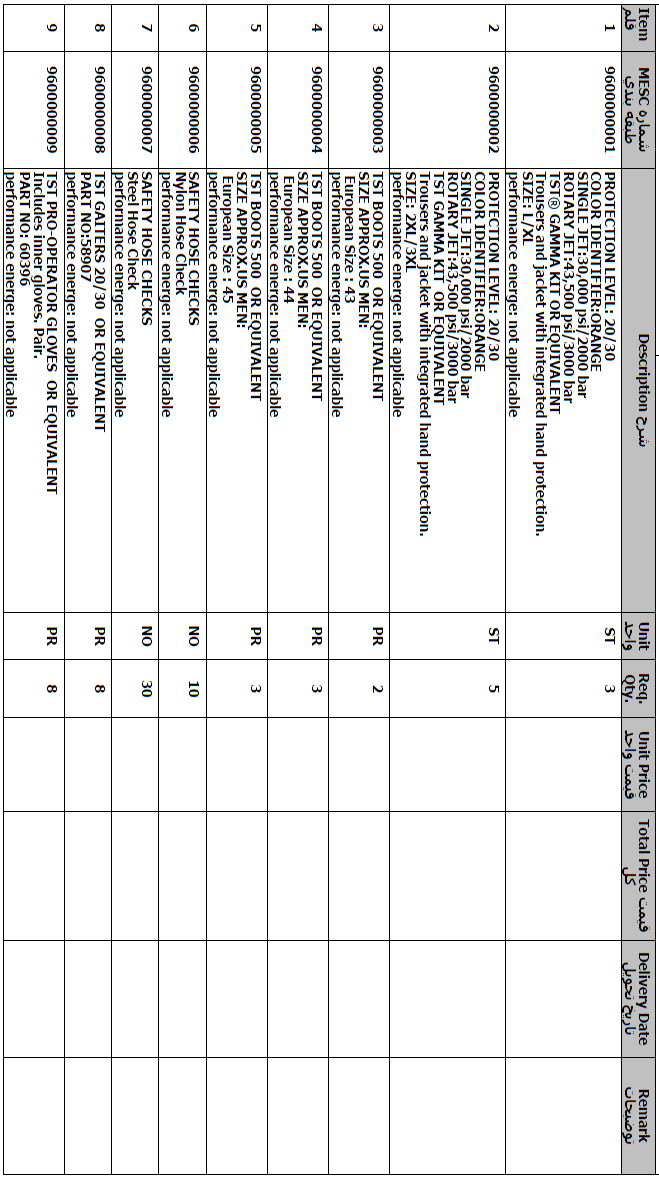 Item
قلم
MESC شماره
طبقه بندي
Description شرح
Unit
واحد
Req.
Qty.
Unit Price
قيمت واحد
Total Price قيمت
كل
Delivery Date
تاريخ تحويل
Remark
توضيحات
1
9600000001
PROTECTION LEVEL: 20/30
COLOR IDENTIFIER:ORANGE
SINGLE JET:30,000 psi/2000 bar
ROTARY JET:43,500 psi/3000 bar
TST® GAMMA KIT OR EQUIVALENT
Trousers and jacket with integrated hand protection.
SIZE: L/XL
performance energe: not applicable
ST
3
2
9600000002
PROTECTION LEVEL: 20/30
COLOR IDENTIFIER:ORANGE
SINGLE JET:30,000 psi/2000 bar
ROTARY JET:43,500 psi/3000 bar
TST GAMMA KIT OR EQUIVALENT
Trousers and jacket with integrated hand protection.
SIZE: 2XL/3XL
performance energe: not applicable
ST
5
3
9600000003
TST BOOTS 500 OR EQUIVALENT
SIZE APPROX.US MEN:
European Size : 43
performance energe: not applicable
PR
2
4
9600000004
TST BOOTS 500 OR EQUIVALENT
SIZE APPROX.US MEN:
European Size : 44
performance energe: not applicable
PR
3
5
9600000005
TST BOOTS 500 OR EQUIVALENT
SIZE APPROX.US MEN:
European Size : 45
performance energe: not applicable
PR
3
6
9600000006
SAFETY HOSE CHECKS
Nylon Hose Check
performance energe: not applicable
NO
10
7
9600000007
SAFETY HOSE CHECKS
Steel Hose Check
performance energe: not applicable
NO
30
8
9600000008
TST GAITERS 20/30 OR EQUIVALENT
PART NO:58907
performance energe: not applicable
PR
8
9
9600000009
TST PRO-OPERATOR GLOVES OR EQUIVALENT
Includes inner gloves. Pair.
PART NO: 60396
performance energe: not applicable
PR
8